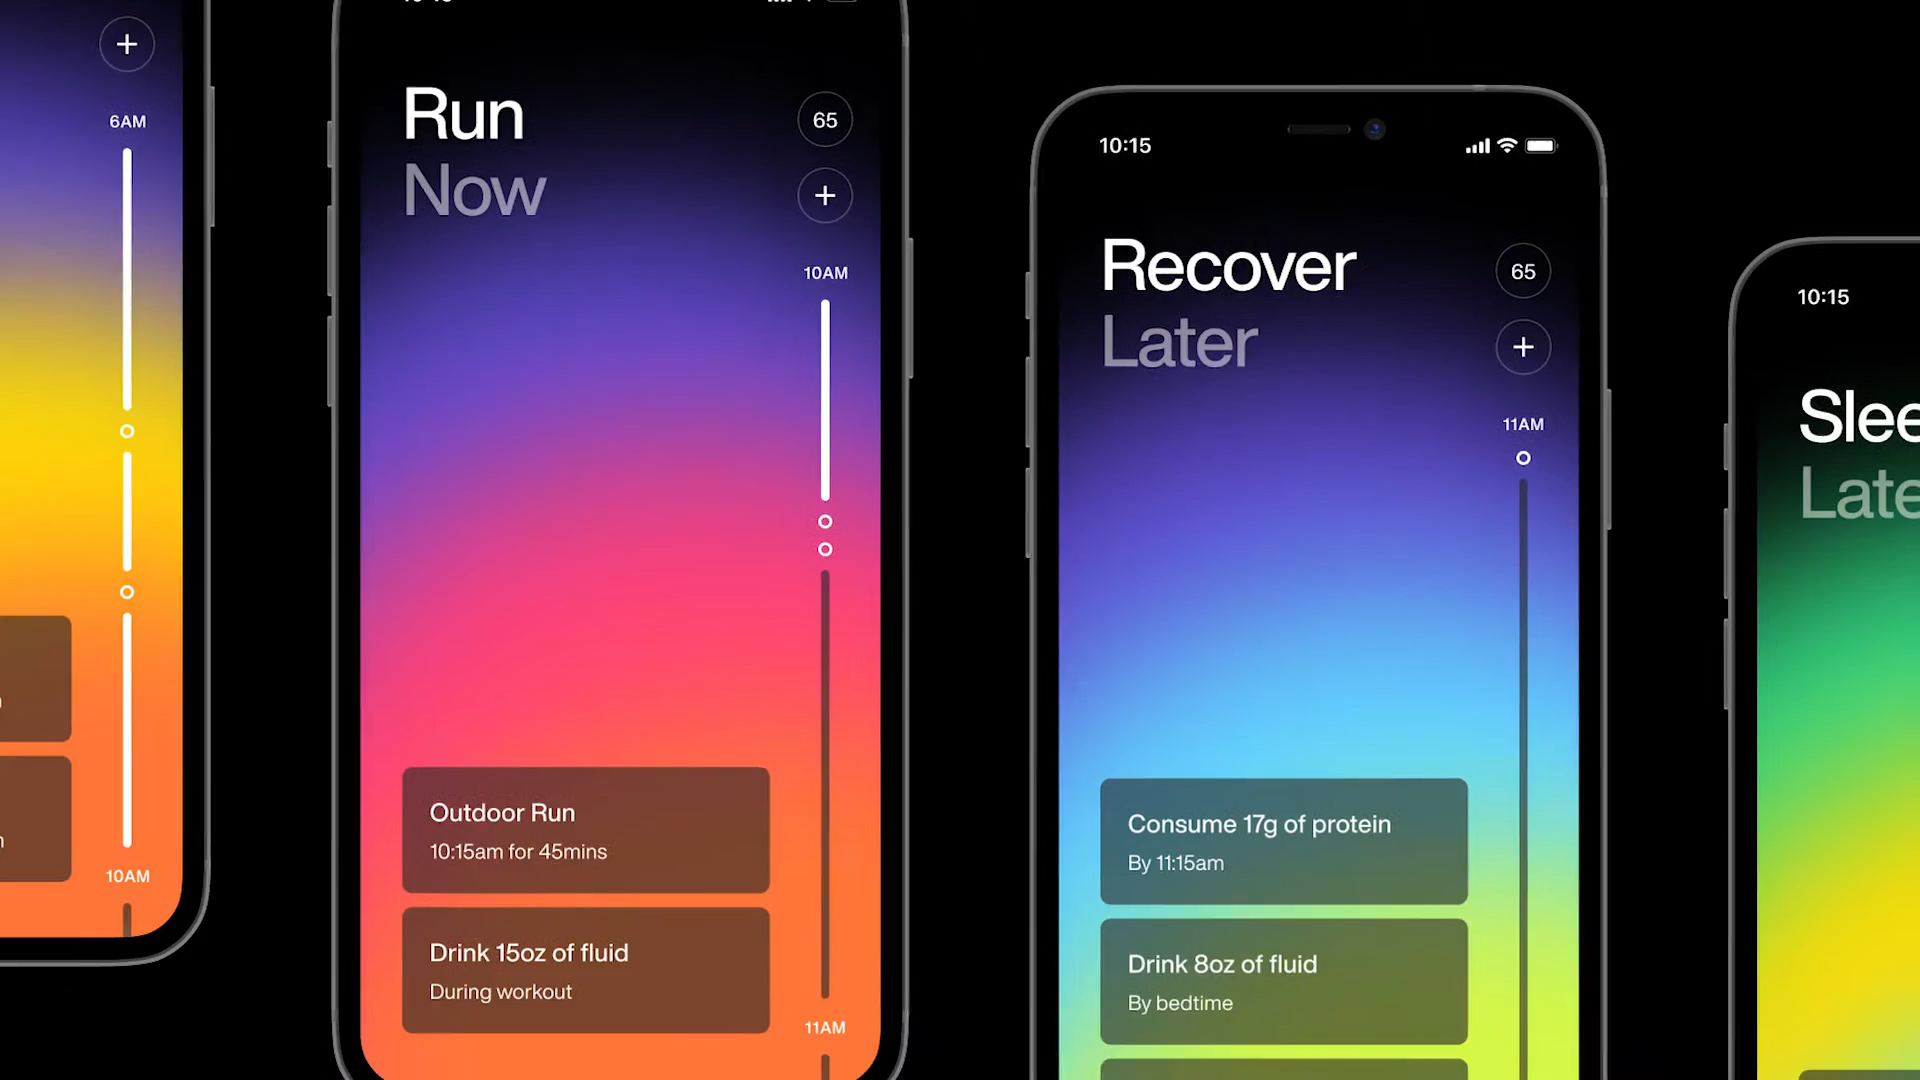 6AM
10AM
Run
Now
65
10AM
Outdoor Run
10:15am for 45mins
Drink 15oz of fluid
During workout
11AM
10:15
Recover
Later
65
11AM
Consume 17g of protein
By 11:15am
Drink 8oz of fluid
By bedtime
10:15